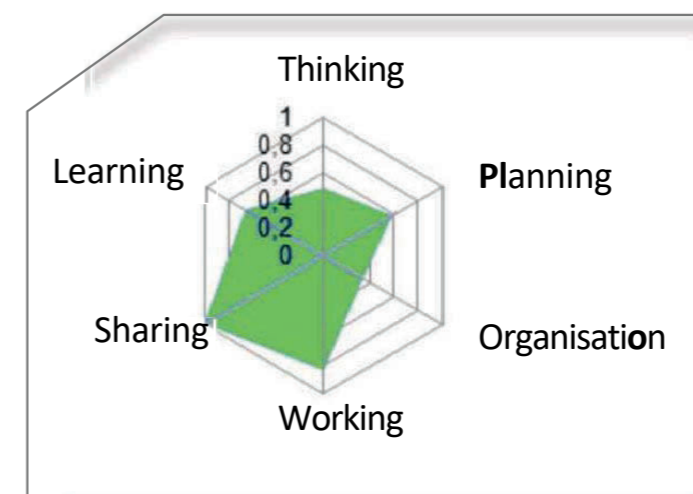 Thinking
1
0,8
0,6
0,4
0,2
0
Learning
Planning
Sharing
Organisation
Working